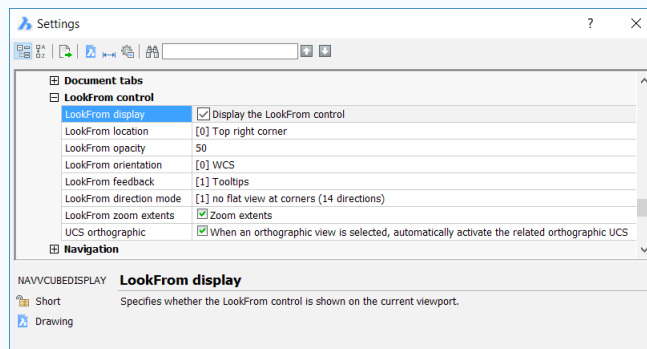 Settings
Document tabs
LookFrom control
LookFrom display Display the LookFrom control
LookFrom location [0] Top right corner
LookFrom opacity 50
LookFrom orientation [0] WCS
LookFrom feedback [1] Tooltips
LookFrom direction mode [1] no flat view at corners (14 directions)
LookFrom zoom extents Zoom extents
UCS orthographic When an orthographic view is selected, automatically activate the related orthographic UCS
Navigation
NAVVCUBEDISPLAY LookFrom display
Short Specifies whether the LookFrom control is shown on the current viewport.
Drawing